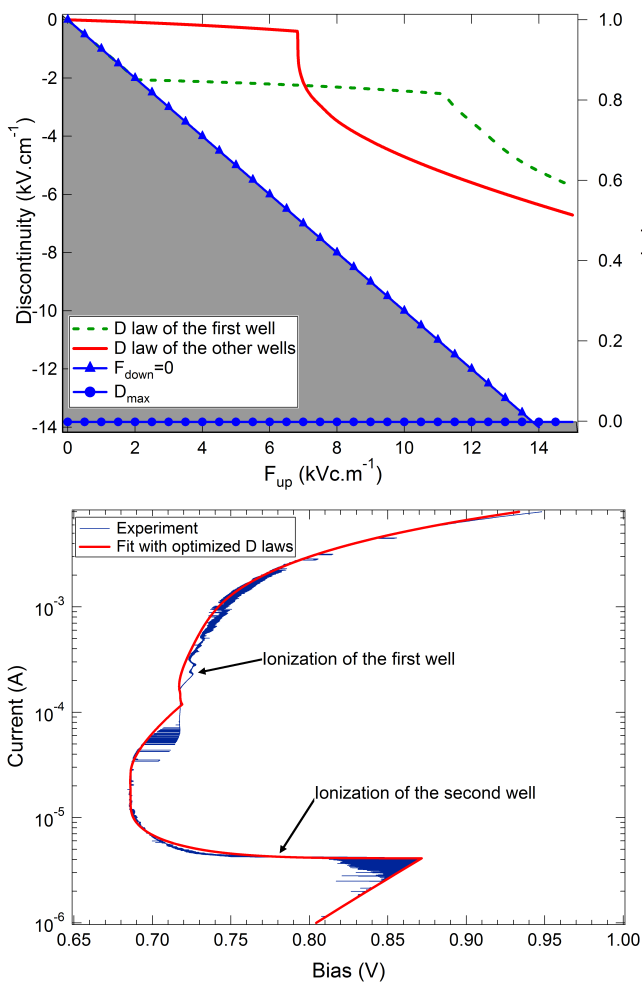 Discontinuity (kV.cm-1)
0
-2
-4
-6
-8
-10
-12
-14
1.0
0.8
0.6
0.4
0.2
0.0
D law of the first well
D law of the other wells
Fdown=0
Dmax
0 2 4 6 8 10 12 14
Fup (kVc.m-1)
Current (A)
10-3
10-4
10-5
10-6
Experiment
Fit with optimized D laws
Ionization of the first well
Ionization of the second well
0.65 0.70 0.75 0.80 0.85 0.90 0.95 1.00
Bias (V)